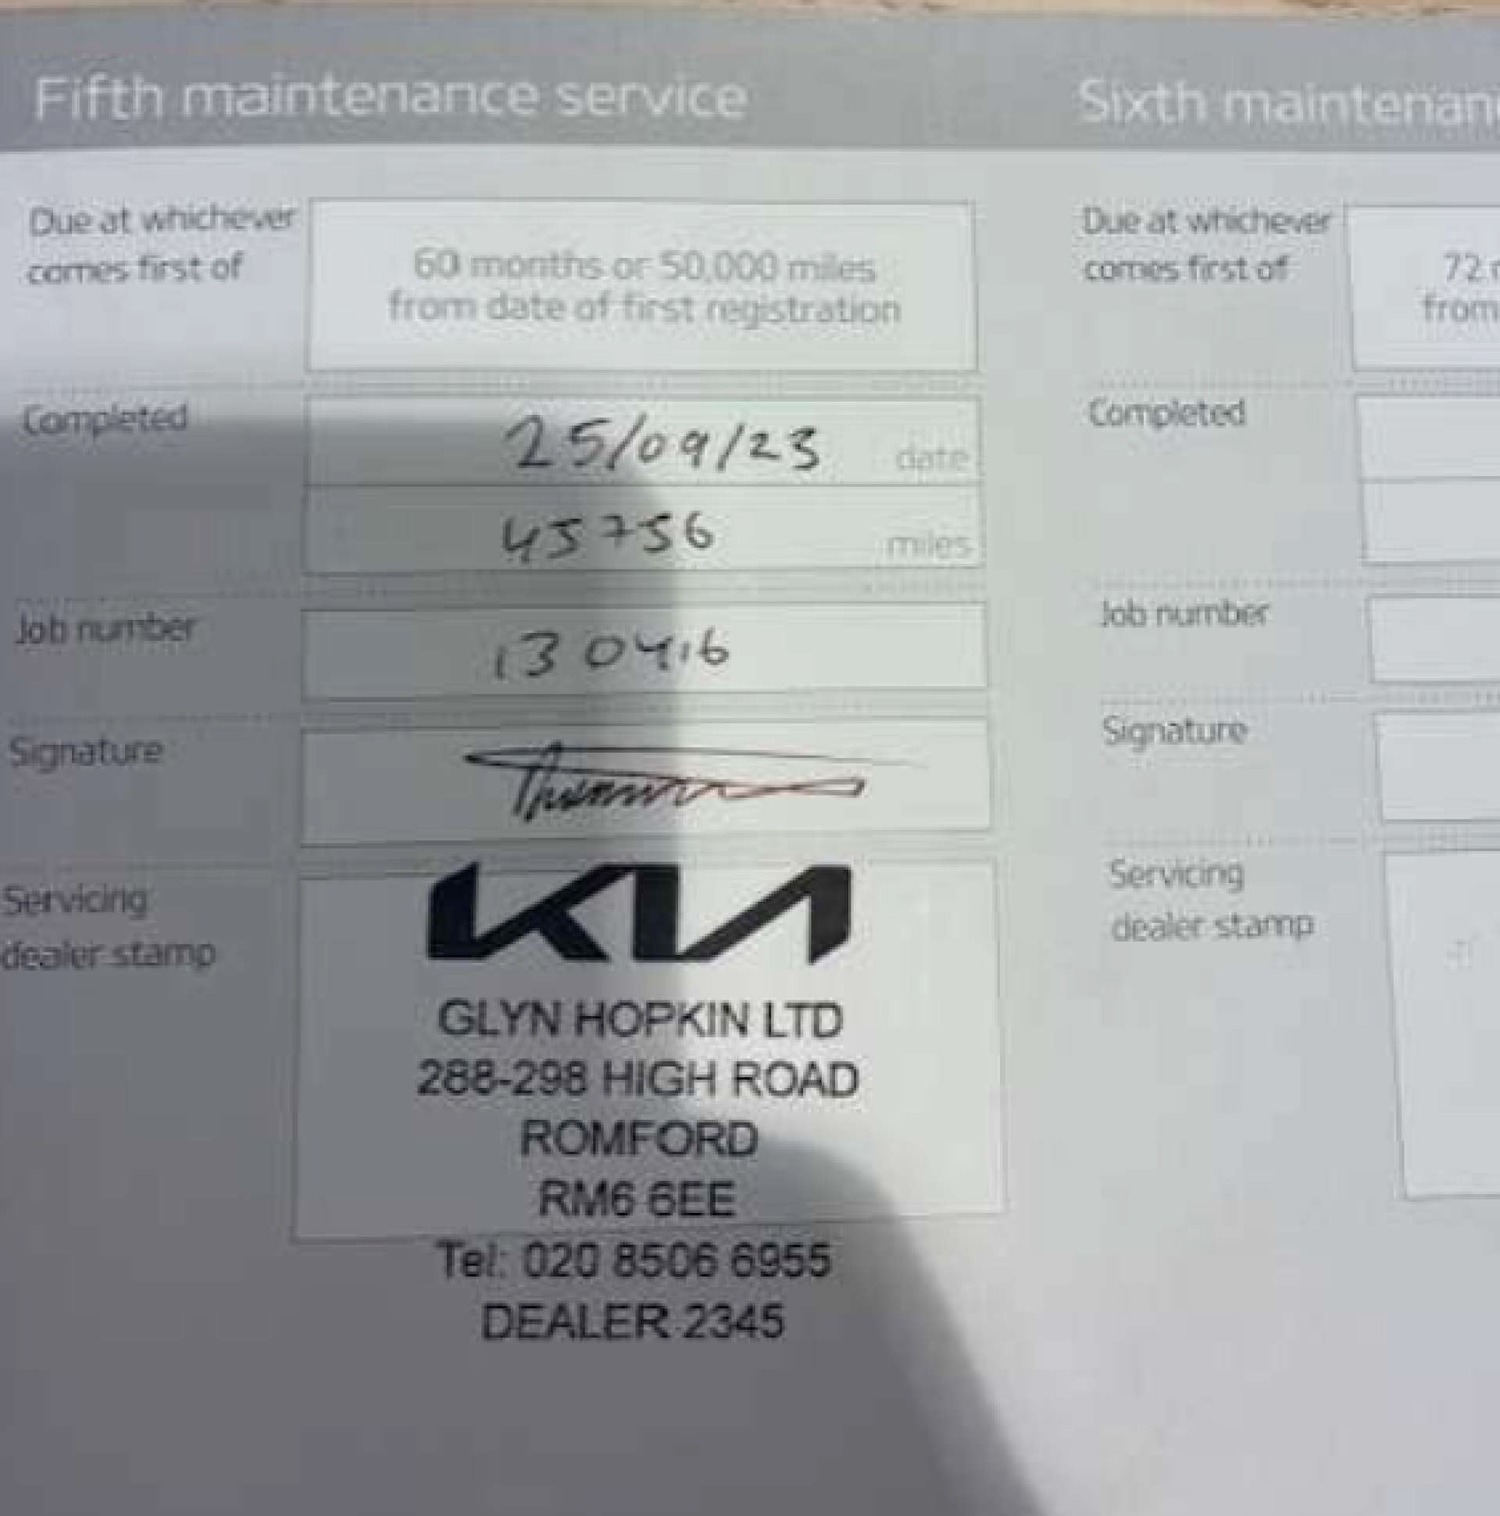 Fifth maintenance service
Due at whichever
comes first of
60 months or 50,000 miles
from date of first registration
Completed
25/09/23 date
45756 miles
Job number
130416
Signature
Servicing
dealer stamp
KIA
GLYN HOPKIN LTD
288-298 HIGH ROAD
ROMFORD
RM6 6EE
Tel: 020 8506 6955
DEALER 2345
Sixth maintenan
Due at whichever
comes first of
72
from
Completed
Job number
Signature
Servicing
dealer stamp